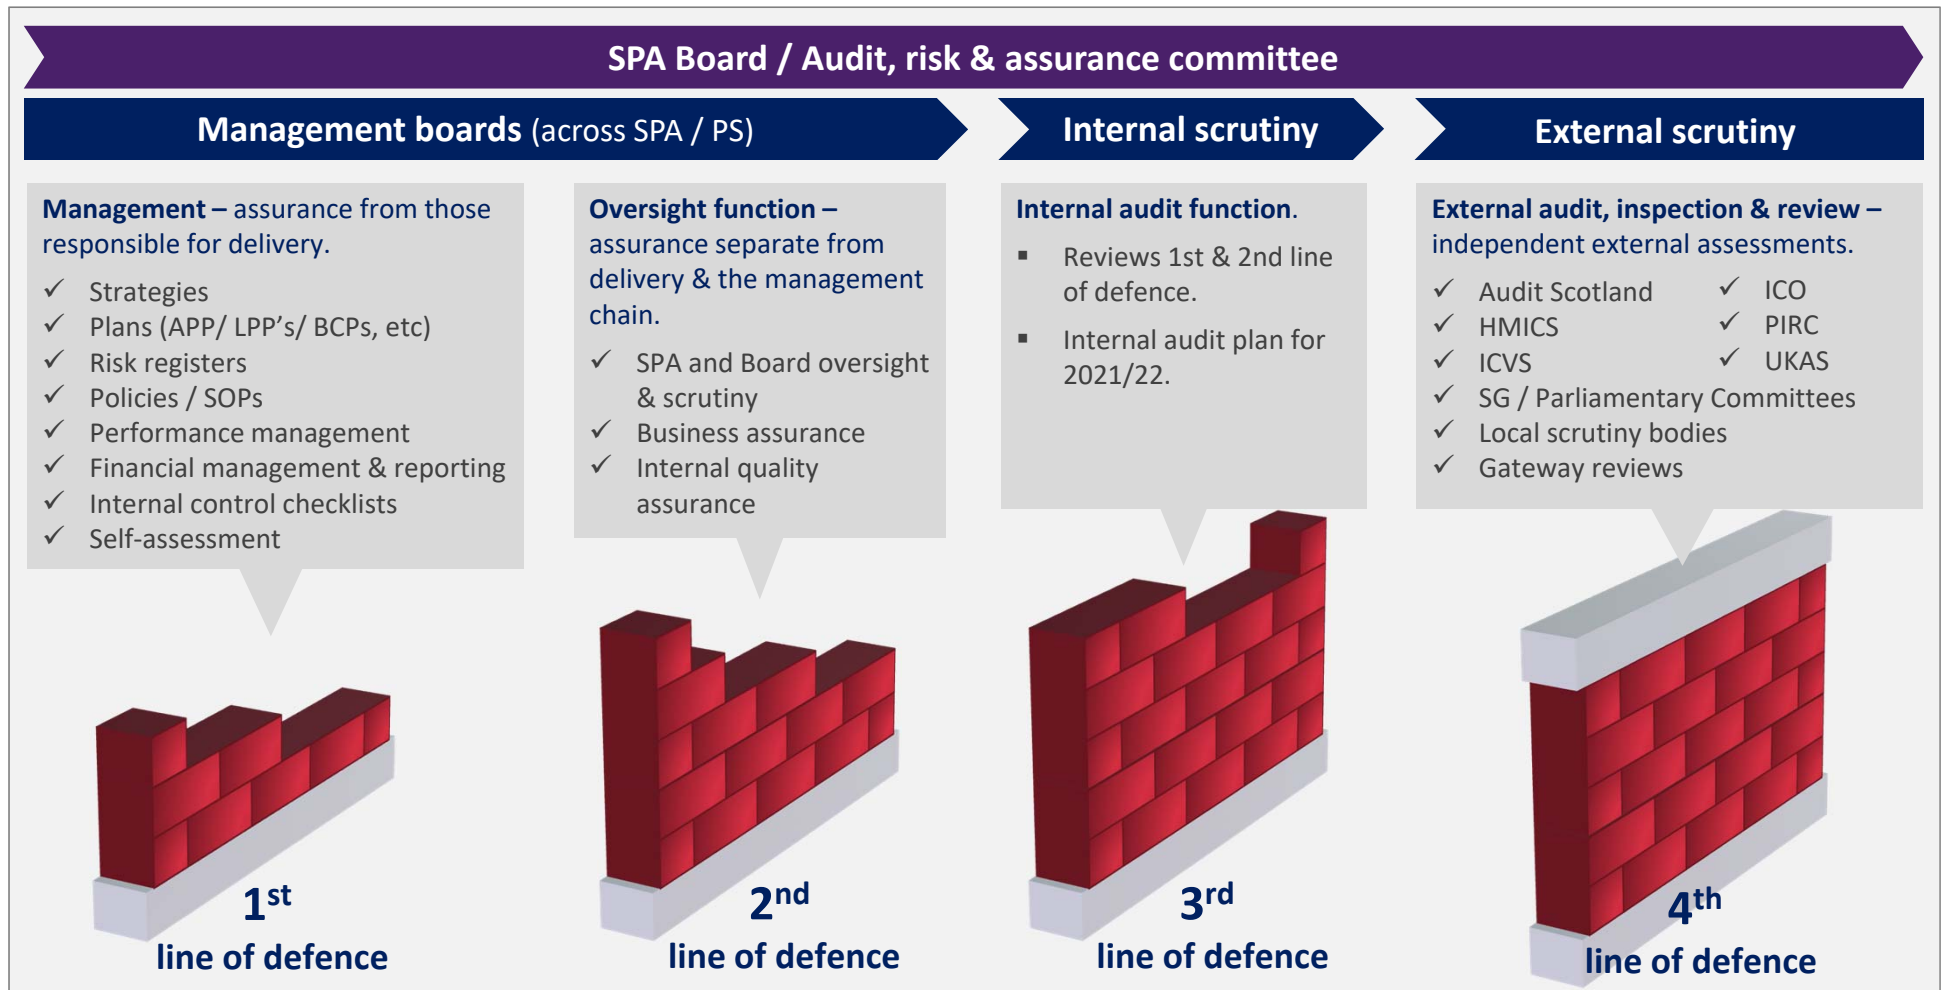 SPA Board / Audit, risk & assurance committee
Management boards (across SPA / PS)
Internal scrutiny
External scrutiny
Management – assurance from those
responsible for delivery.
✓ Strategies
✓ Plans (APP/ LPP’s/ BCPs, etc)
✓ Risk registers
✓ Policies / SOPs
✓ Performance management
✓ Financial management & reporting
✓ Internal control checklists
✓ Self-assessment
Oversight function –
assurance separate from
delivery & the management
chain.
✓ SPA and Board oversight
& scrutiny
✓ Business assurance
✓ Internal quality
assurance
Internal audit function.
▪ Reviews 1st & 2nd line
of defence.
▪ Internal audit plan for
2021/22.
External audit, inspection & review –
independent external assessments.
✓ Audit Scotland
✓ HMICS
✓ ICVS
✓ ICO
✓ PIRC
✓ UKAS
✓ SG / Parliamentary Committees
✓ Local scrutiny bodies
✓ Gateway reviews
1st
line of defence
2nd
line of defence
3rd
line of defence
4th
line of defence